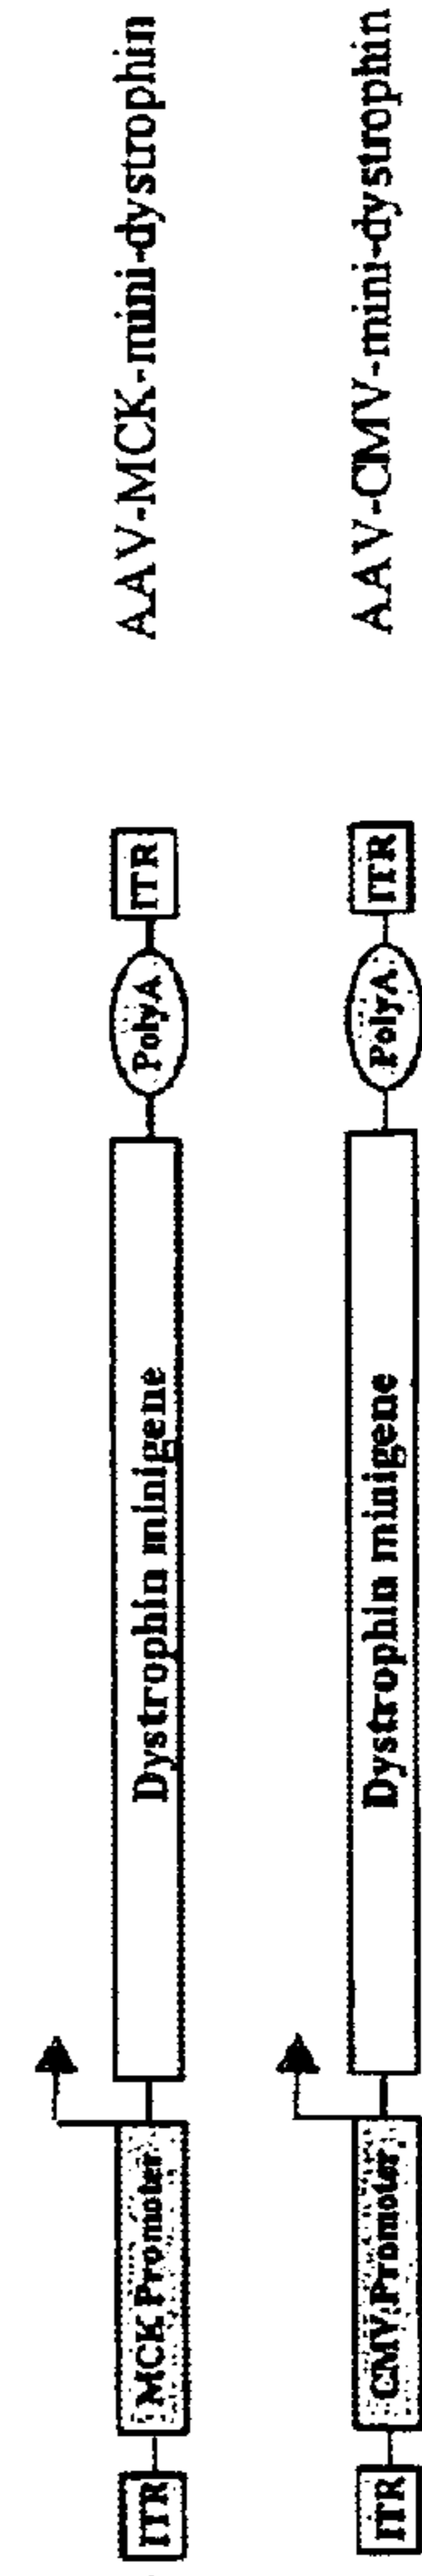 ITR MCK Promoter Dystrophin minigene PolyA ITR AAV-MCK-mini-dystrophin
ITR CMV Promoter Dystrophin minigene PolyA ITR AAV-CMV-mini-dystrophin